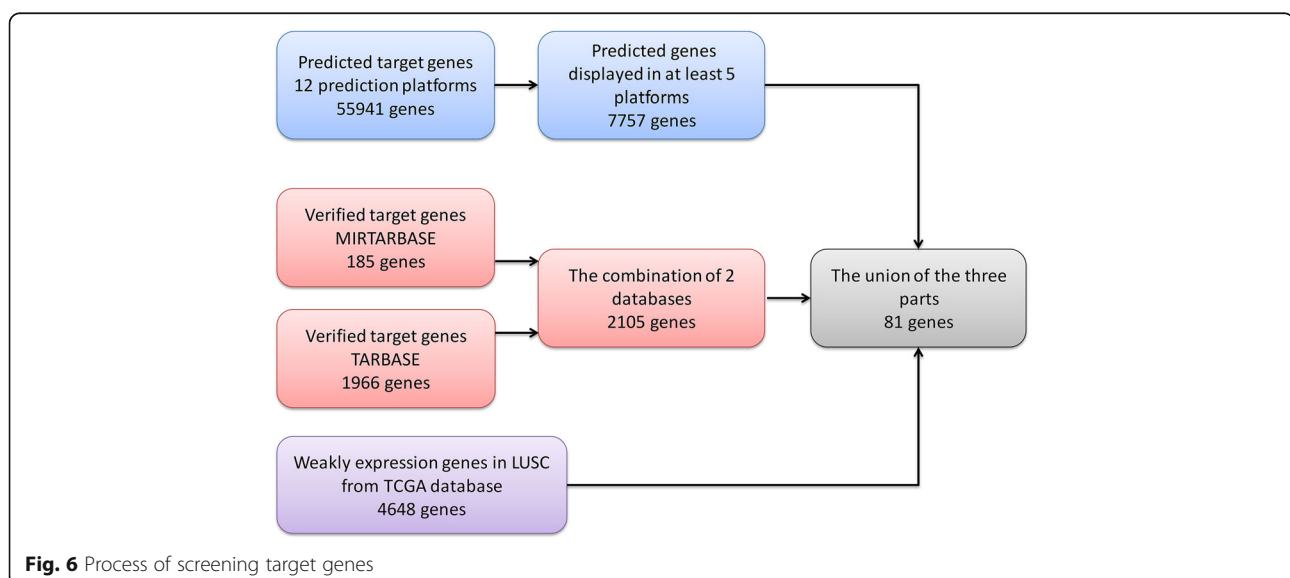 Predicted target genes
12 prediction platforms
55941 genes
Predicted genes
displayed in at least 5
platforms
7757 genes
Verified target genes
MIRTARBASE
185 genes
Verified target genes
TARBASE
1966 genes
The combination of 2
databases
2105 genes
The union of the three
parts
81 genes
Weakly expression genes in LUSC
from TCGA database
4648 genes
Fig. 6 Process of screening target genes